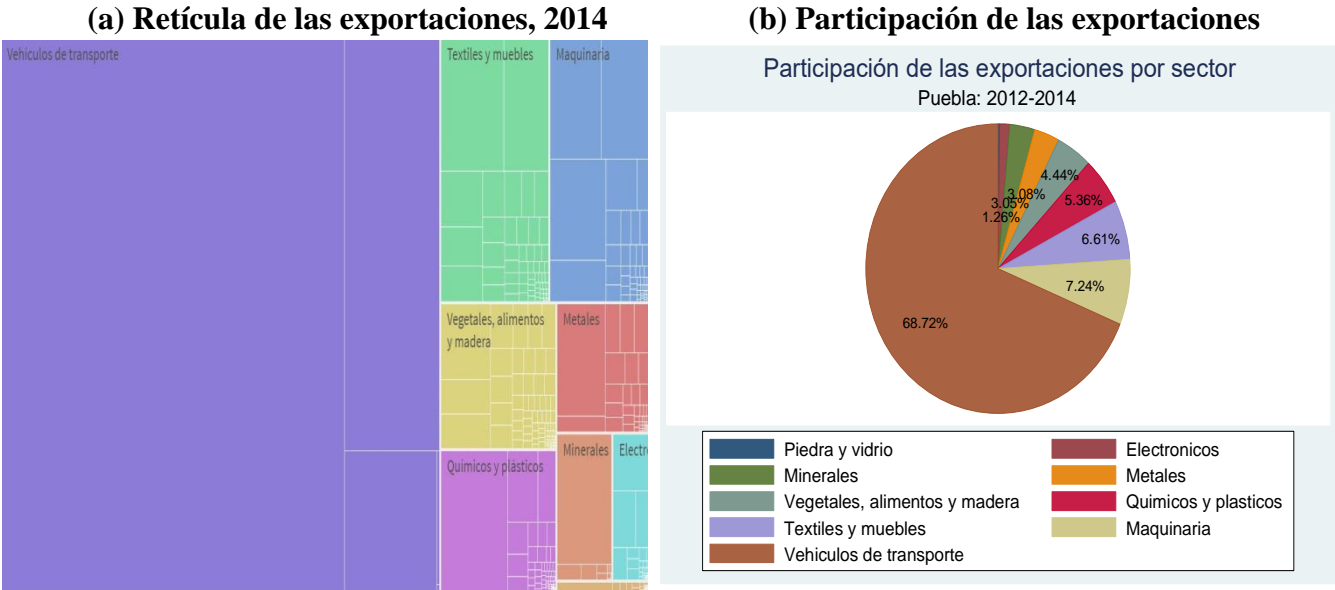 (a) Retícula de las exportaciones, 2014
Vehículos de transporte
Textiles y muebles
Maquinaria
Vegetales, alimentos
y madera
Metales
Químicos y plásticos
Minerales
Electr
(b) Participación de las exportaciones
Participación de las exportaciones por sector
Puebla: 2012-2014
4.44%
3.08%
3.05%
1.26%
5.36%
6.61%
7.24%
68.72%
Piedra y vidrio
Electronicos
Minerales
Metales
Vegetales, alimentos y madera
Quimicos y plasticos
Textiles y muebles
Maquinaria
Vehiculos de transporte